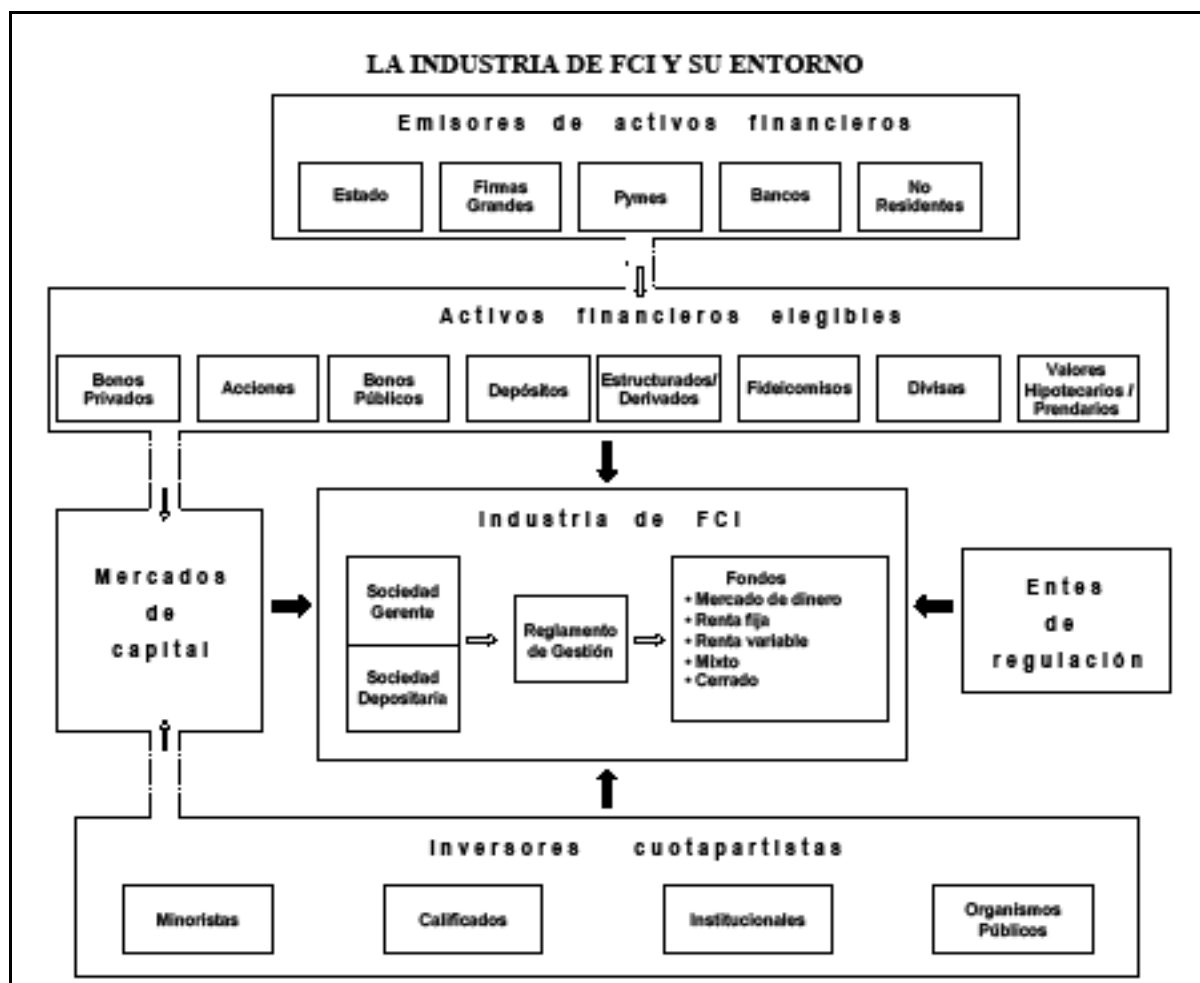 LA INDUSTRIA DE FCI Y SU ENTORNO
Emisores de activos financieros
Estado
Firmas
Grandes
Pymes
Bancos
No
Residentes
Activos financieros elegibles
Bonos
Privados
Acciones
Bonos
Públicos
Depósitos
Estructurados/
Derivados
Fideicomisos
Divisas
Valores
Hipotecarios /
Prendarios
Mercados
de
capital
Industria de FCI
Sociedad
Gerente
Sociedad
Depositaria
Reglamento
de Gestión
Fondos
• Mercado de dinero
• Renta fija
• Renta variable
• Mixto
• Cerrado
Entes
de
regulación
Inversores cuotapartistas
Minoristas
Calificados
Institucionales
Organismos
Públicos